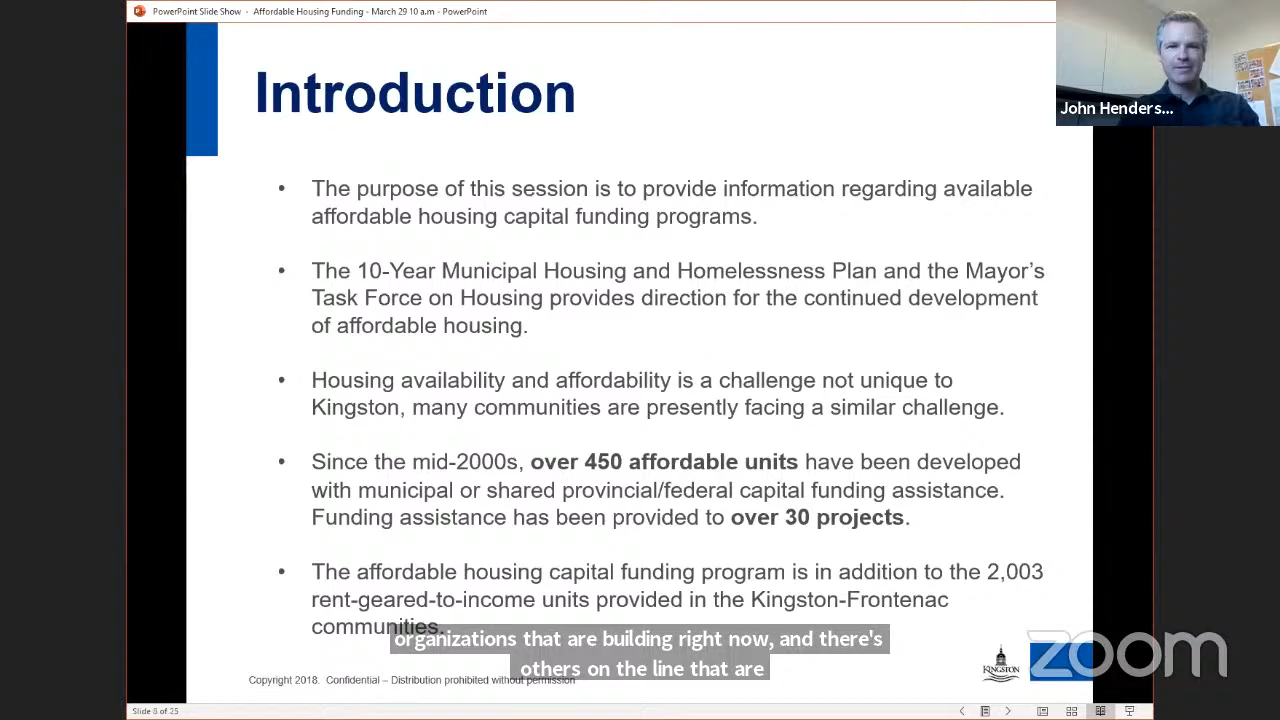 PowerPoint Slide Show - Affordable Housing Funding - March 29 10 a.m - PowerPoint
Introduction
John Henders...
• The purpose of this session is to provide information regarding available
affordable housing capital funding programs.
• The 10-Year Municipal Housing and Homelessness Plan and the Mayor’s
Task Force on Housing provides direction for the continued development
of affordable housing.
• Housing availability and affordability is a challenge not unique to
Kingston, many communities are presently facing a similar challenge.
• Since the mid-2000s, over 450 affordable units have been developed
with municipal or shared provincial/federal capital funding assistance.
Funding assistance has been provided to over 30 projects.
• The affordable housing capital funding program is in addition to the 2,003
rent-geared-to-income units provided in the Kingston-Frontenac
communities.
organizations that are building right now, and there's
others on the line that are
Copyright 2018. Confidential – Distribution prohibited without permission
KINGSTON
zoom
Slide 8 of 25